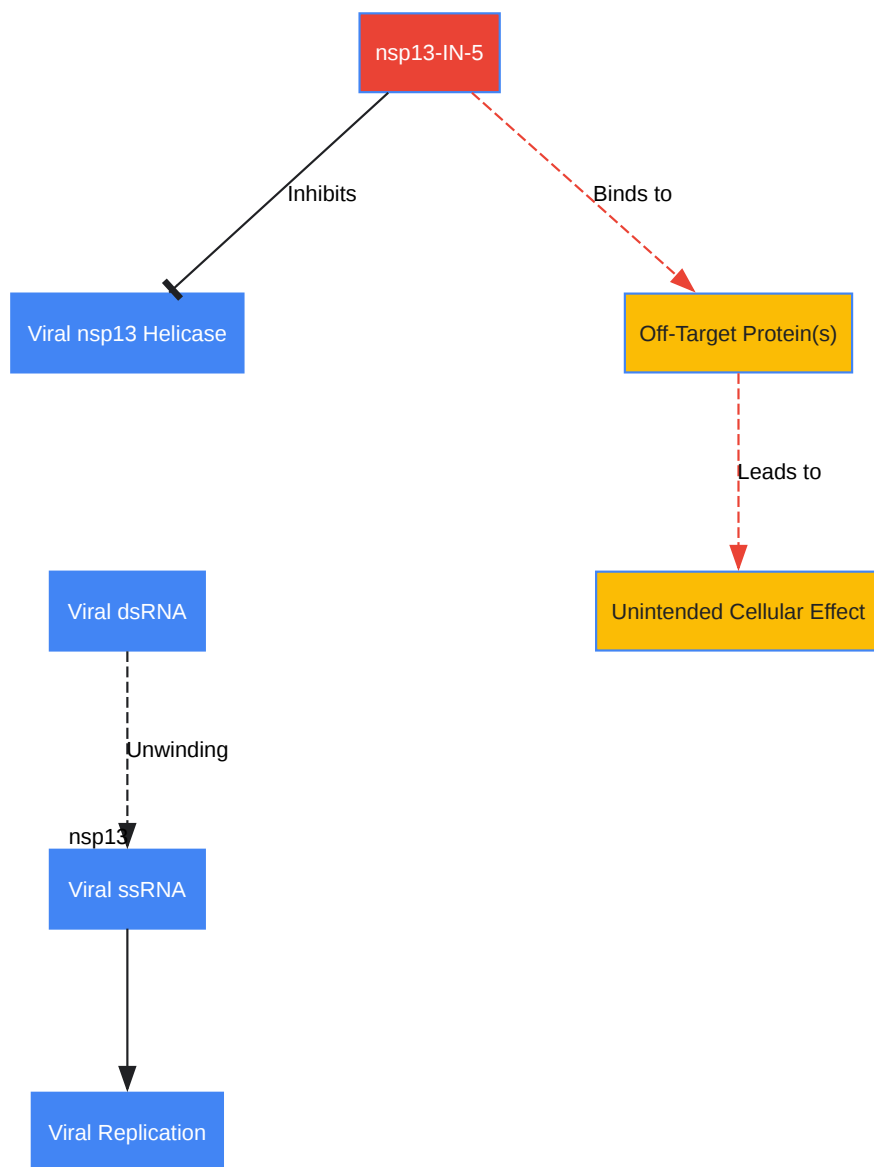 nsp13-IN-5
Inhibits
Binds to
Viral nsp13 Helicase
Off-Target Protein(s)
Leads to
Viral dsRNA
Unintended Cellular Effect
Unwinding
nsp13
Viral ssRNA
Viral Replication